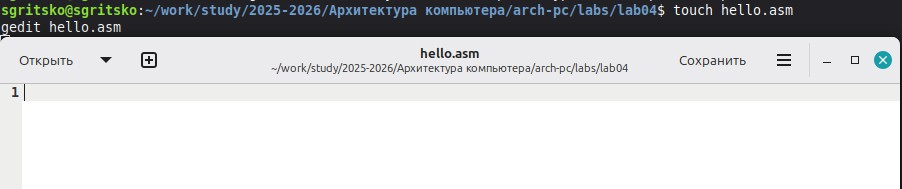 sgritsko@sgritsko:~/work/study/2025-2026/Архитектура компьютера/arch-pc/labs/lab04$ touch hello.asm
gedit hello.asm
Открыть
hello.asm
~/work/study/2025-2026/Архитектура компьютера/arch-pc/labs/lab04
Сохранить
1